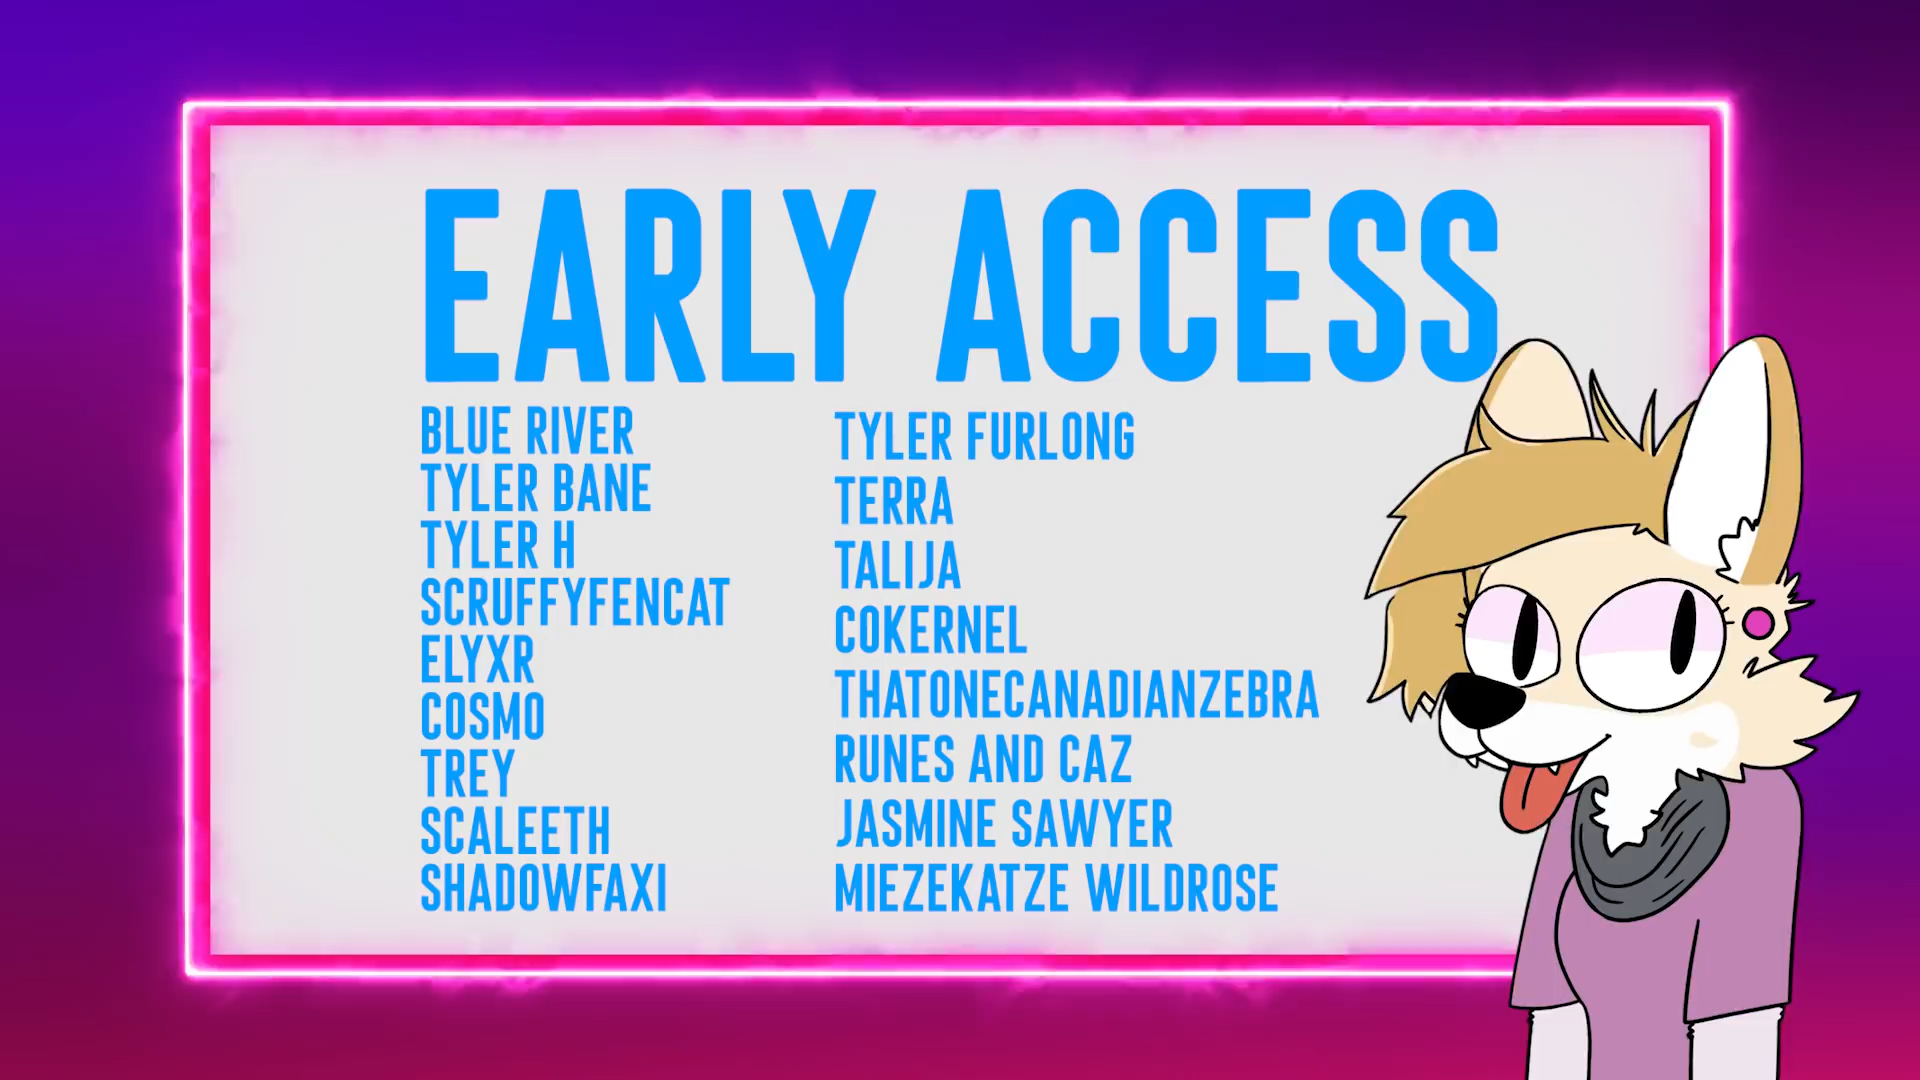 EARLY ACCESS
BLUE RIVER
TYLER BANE
TYLER H
SCRUFFYFENCAT
ELYXR
COSMO
TREY
SCALEETH
SHADOWFAXI
TYLER FURLONG
TERRA
TALIJA
COKERNEL
THATONECANADIANZEBRA
RUNES AND CAZ
JASMINE SAWYER
MIEZEKATZE WILDROSE